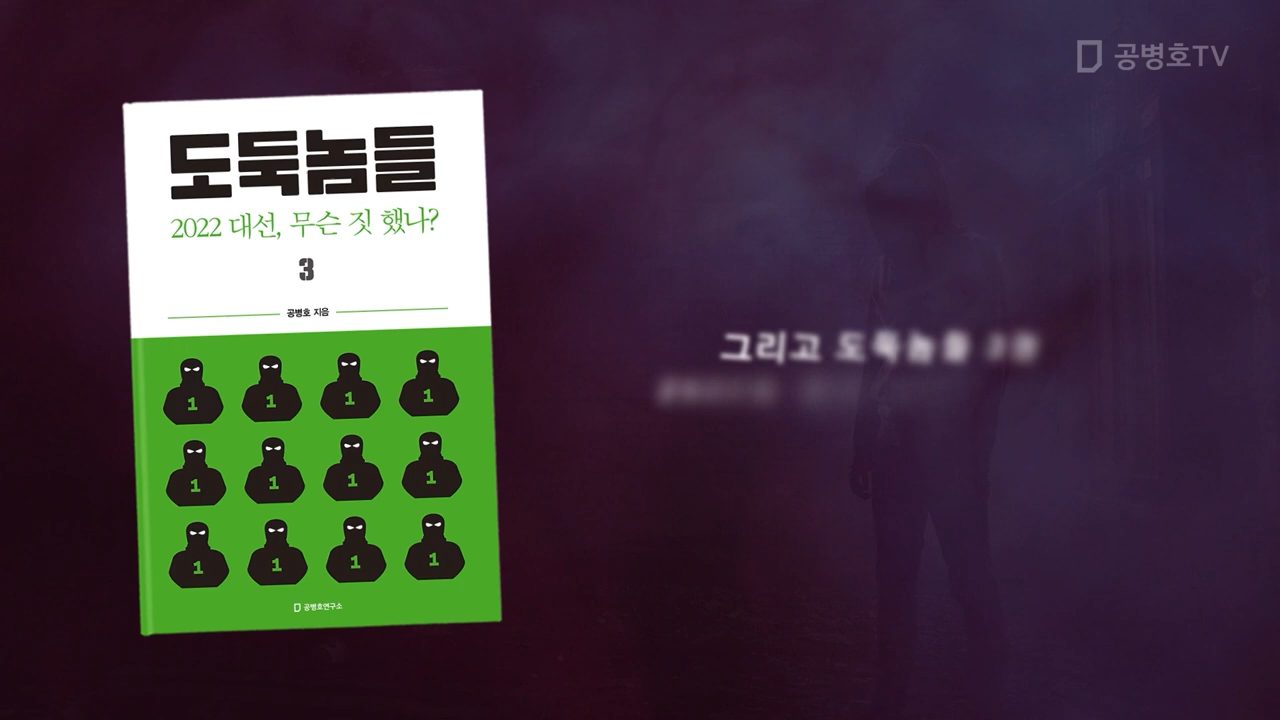 공병호TV
도둑놈들
2022 대선, 무슨 짓 했나?
3
공병호 지음
1 1 1 1
1 1 1 1
1 1 1 1
공병호연구소
그리고 도둑놈들